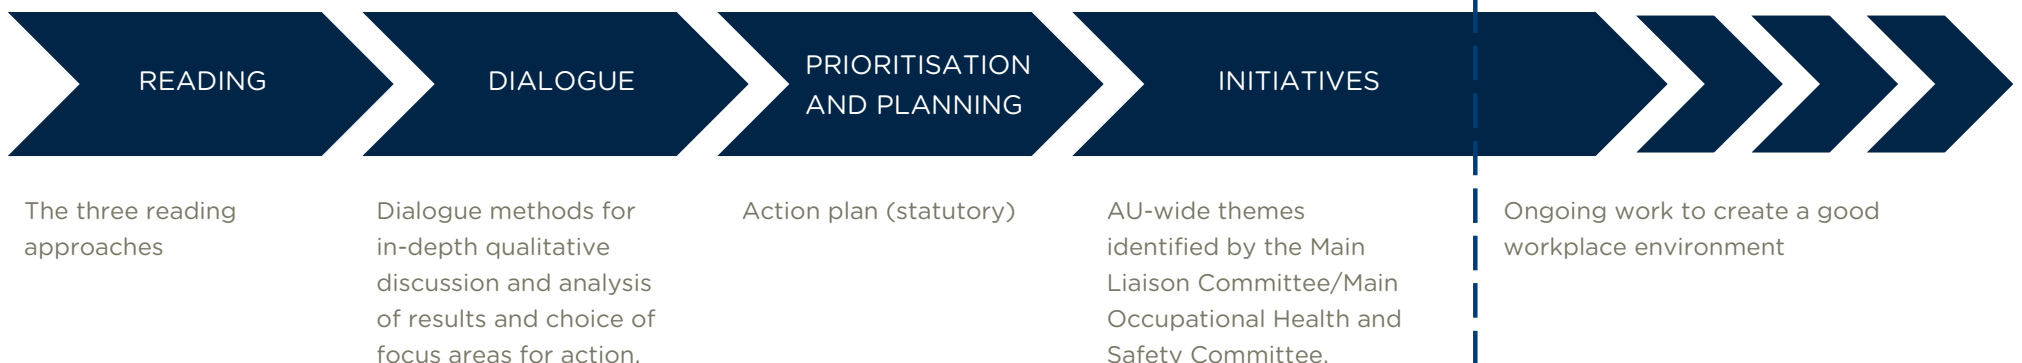 READING
DIALOGUE
PRIORITISATION
AND PLANNING
INITIATIVES
The three reading
approaches
Dialogue methods for
in-depth qualitative
discussion and analysis
of results and choice of
focus areas for action.
Action plan (statutory)
AU-wide themes
identified by the Main
Liaison Committee/Main
Occupational Health and
Safety Committee.
Ongoing work to create a good
workplace environment